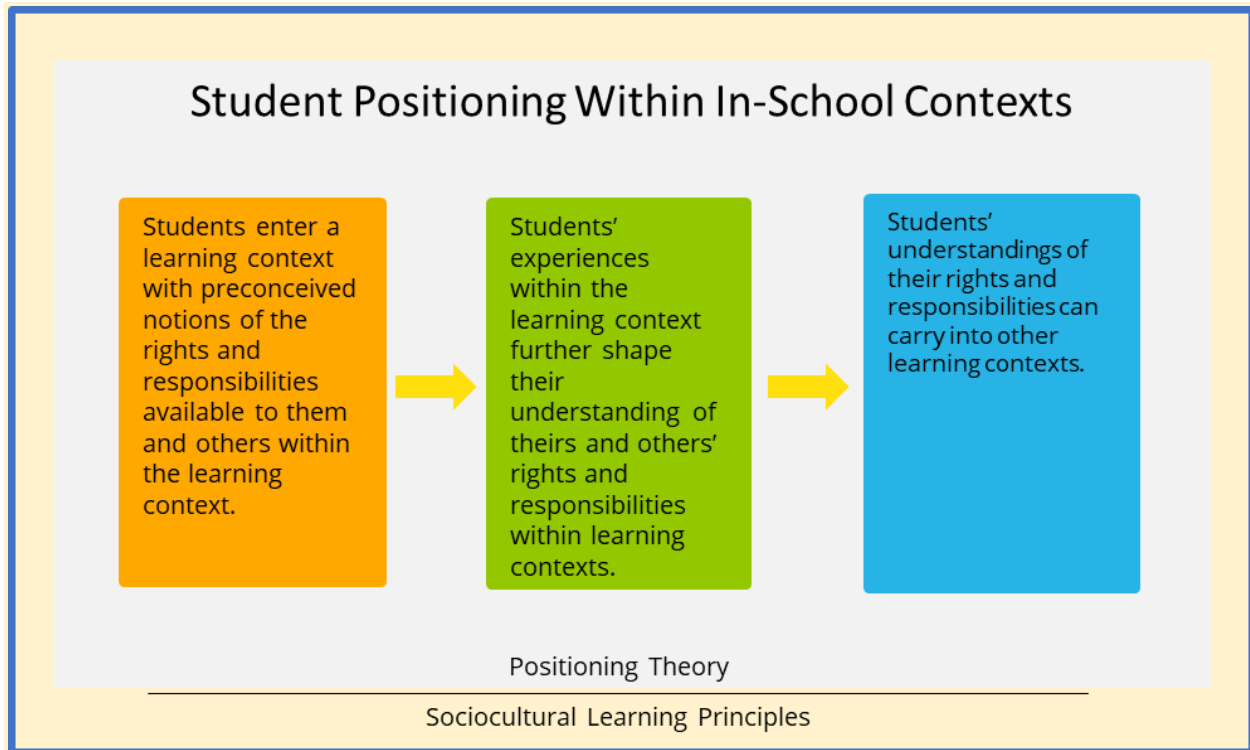 Student Positioning Within In-School Contexts
Students enter a
learning context
with preconceived
notions of the
rights and
responsibilities
available to them
and others within
the learning
context.
Students’
experiences
within the
learning context
further shape
their
understanding of
theirs and others’
rights and
responsibilities
within learning
contexts.
Students’
understandings of
their rights and
responsibilities can
carry into other
learning contexts.
Positioning Theory
Sociocultural Learning Principles